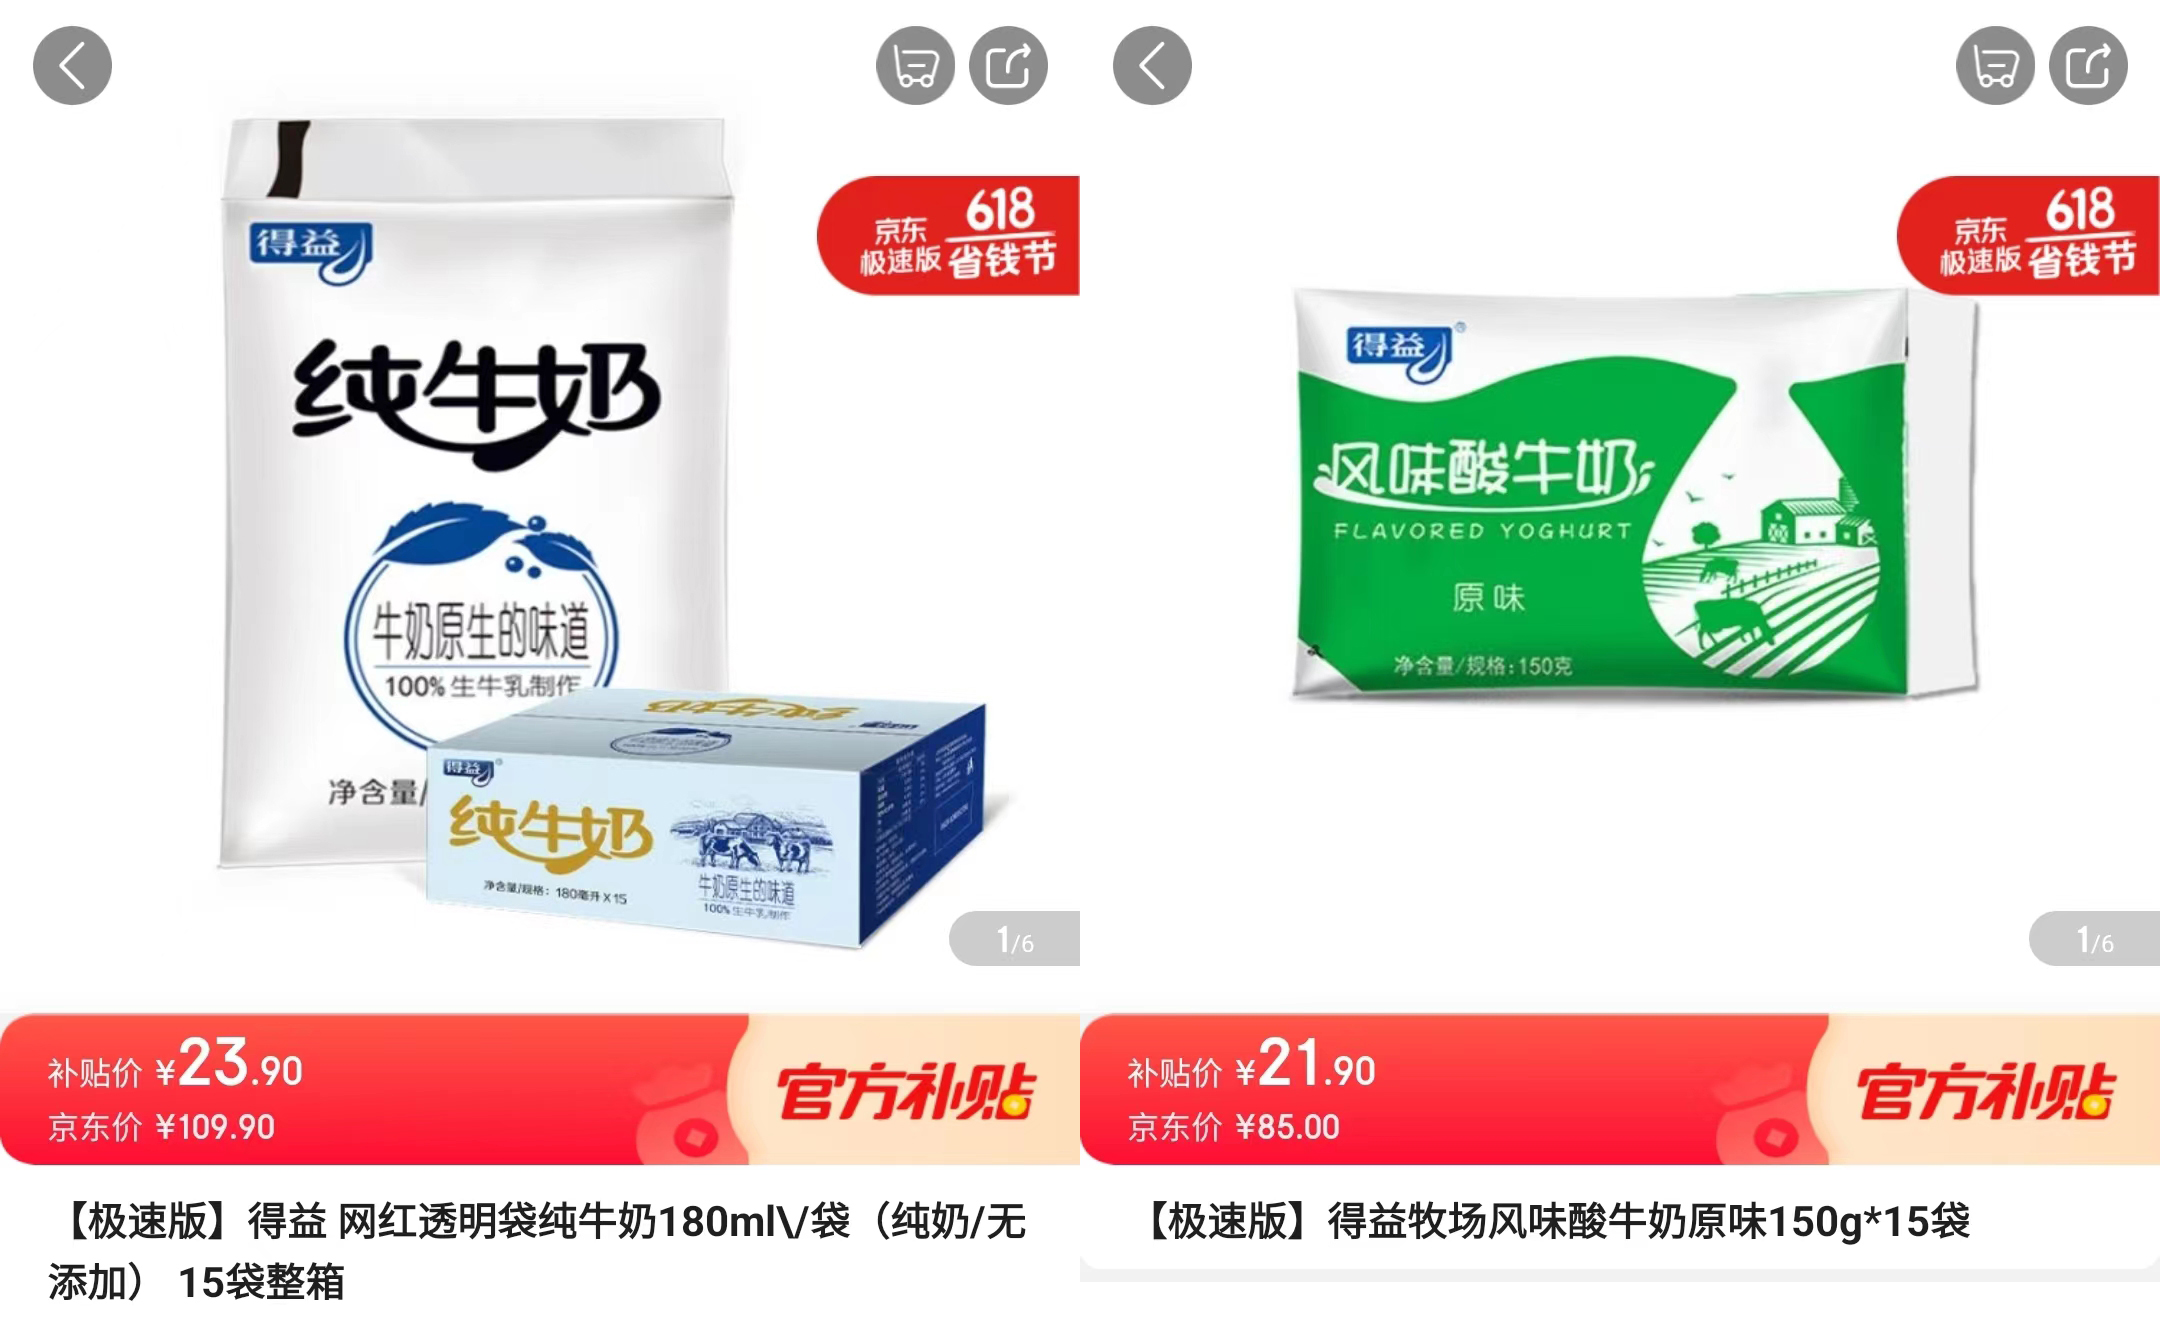 京东
极速版
618
省钱节
得益
纯牛奶
牛奶原生的味道
100%生牛乳制作
净含量/
得益
纯牛奶
净含量/规格：180毫升X15
牛奶原生的味道
100%生牛乳制作
1/6
补贴价 ¥23.90
京东价 ¥109.90
官方补贴
【极速版】得益 网红透明袋纯牛奶180ml\/袋（纯奶/无
添加） 15袋整箱
京东
极速版
618
省钱节
得益®
风味酸牛奶
FLAVORED YOGHURT
原味
净含量/规格：150克
1/6
补贴价 ¥21.90
京东价 ¥85.00
官方补贴
【极速版】得益牧场风味酸牛奶原味150g*15袋